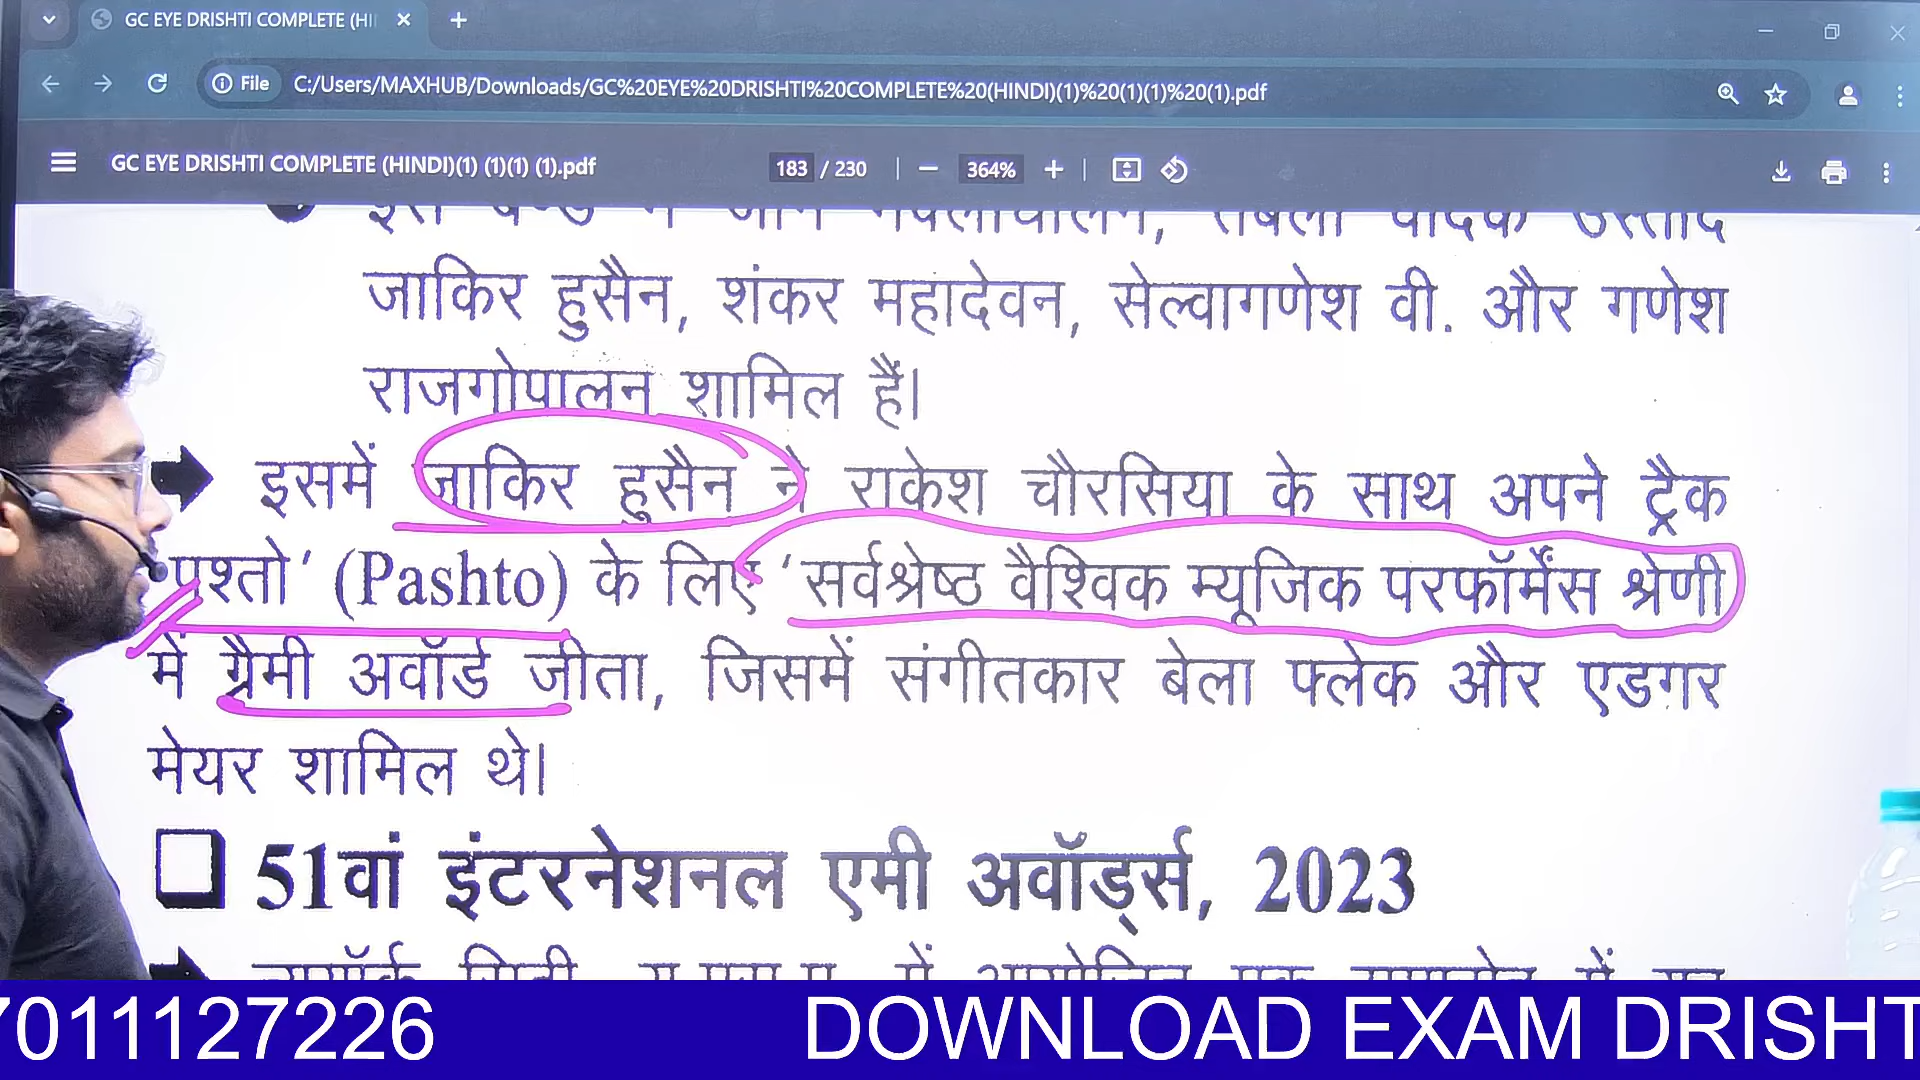 GC EYE DRISHTI COMPLETE (HI
File C:/Users/MAXHUB/Downloads/GC%20EYE%20DRISHTI%20COMPLETE%20(HINDI)(1)%20(1)(1)%20(1).pdf
GC EYE DRISHTI COMPLETE (HINDI)(1) (1)(1) (1).pdf 183 / 230 364%
तबला वादक उस्ताद
जाकिर हुसैन, शंकर महादेवन, सेल्वागणेश वी. और गणेश
राजगोपालन शामिल हैं।
इसमें जाकिर हुसैन ने राकेश चौरसिया के साथ अपने ट्रैक
पश्तो' (Pashto) के लिए 'सर्वश्रेष्ठ वैश्विक म्यूजिक परफॉर्मेंस श्रेणी
में ग्रैमी अवॉर्ड जीता, जिसमें संगीतकार बेला फ्लेक और एडगर
मेयर शामिल थे।
51वां इंटरनेशनल एमी अवॉर्ड्स, 2023
7011127226 DOWNLOAD EXAM DRISHT